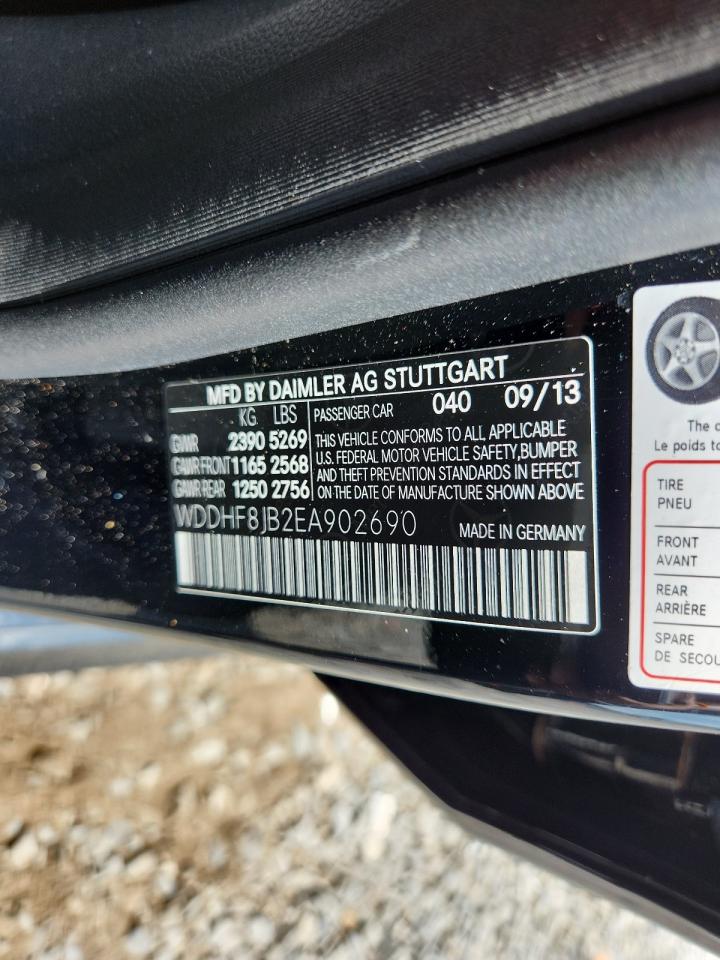 MFD BY DAIMLER AG STUTTGART
KG LBS
PASSENGER CAR 040 09/13
GVWR 2390 5269
GAWR FRONT 1165 2568
GAWR REAR 1250 2756
THIS VEHICLE CONFORMS TO ALL APPLICABLE
U.S. FEDERAL MOTOR VEHICLE SAFETY, BUMPER
AND THEFT PREVENTION STANDARDS IN EFFECT
ON THE DATE OF MANUFACTURE SHOWN ABOVE
WDDHF8JB2EA902690
MADE IN GERMANY
The
Le poids
TIRE
PNEU
FRONT
AVANT
REAR
ARRIÈRE
SPARE
DE